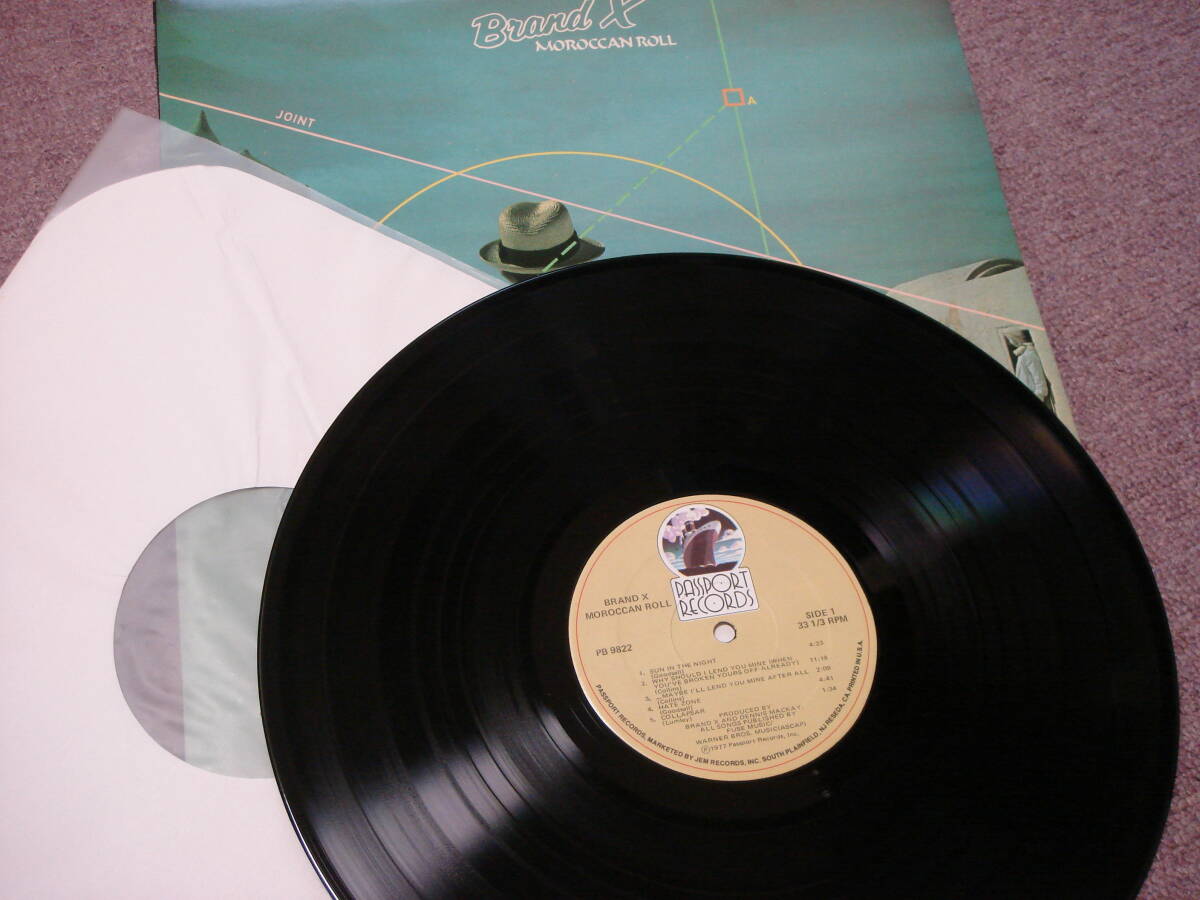 Brand X
MOROCCAN ROLL
JOINT
A
PASSPORT
RECORDS
BRAND X
MOROCCAN ROLL
SIDE 1
33 1/3 RPM
PB 9822
1. SUN IN THE NIGHT 4:23
(Goodsall)
2. WHY SHOULD I LEND YOU MINE (WHEN
YOU'VE BROKEN YOURS OFF ALREADY) 11:16
(Collins)
3. ...MAYBE I'LL LEND YOU MINE AFTER ALL 2:09
(Collins)
4. HATE ZONE 4:41
(Goodsall)
5. COLLAPSAR 1:34
(Lumley)
PRODUCED BY
BRAND X AND DENNIS MACKAY.
ALL SONGS PUBLISHED BY
FUSE MUSIC/
WARNER BROS. MUSIC(ASCAP)
℗1977 Passport Records, Inc.
PASSPORT RECORDS, MARKETED BY JEM RECORDS, INC. SOUTH PLAINFIELD, NJ/RESEDA, CA. PRINTED IN U.S.A.